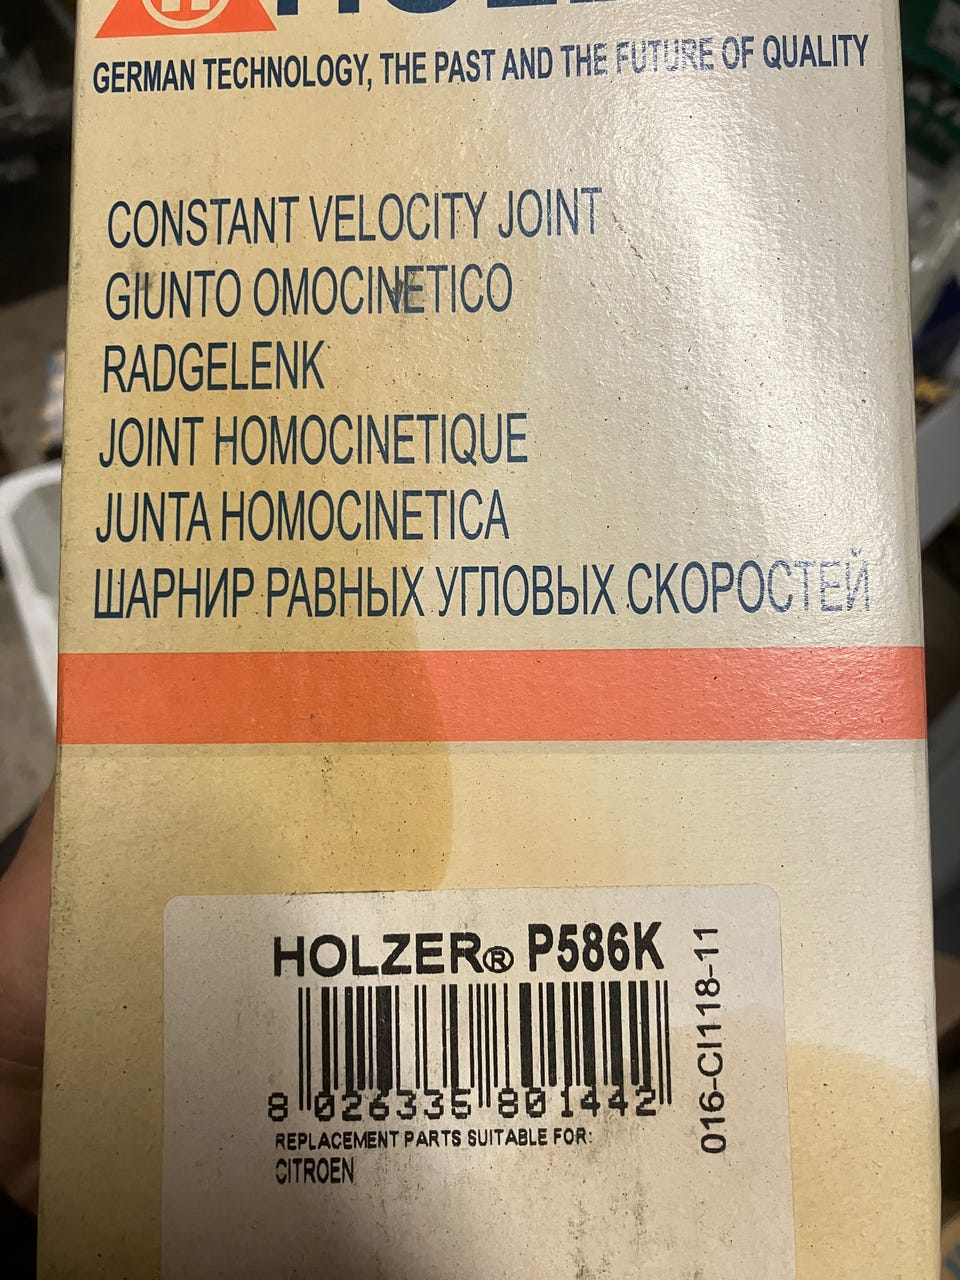 GERMAN TECHNOLOGY, THE PAST AND THE FUTURE OF QUALITY
CONSTANT VELOCITY JOINT
GIUNTO OMOCINETICO
RADGELENK
JOINT HOMOCINETIQUE
JUNTA HOMOCINETICA
ШАРНИР РАВНЫХ УГЛОВЫХ СКОРОСТЕЙ
HOLZER® P586K
8 026335 801442
REPLACEMENT PARTS SUITABLE FOR:
CITROEN
016-CI118-11